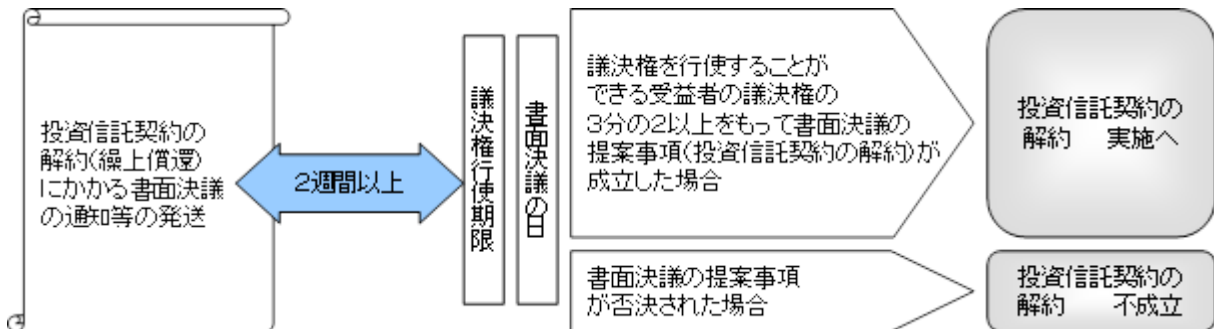 投資信託契約の
解約(繰上償還)
にかかる書面決議
の通知等の発送
2週間以上
議決権行使期限
書面決議の日
議決権を行使することが
できる受益者の議決権の
3分の2以上をもって書面決議の
提案事項(投資信託契約の解約)が
成立した場合
投資信託契約の
解約　実施へ
書面決議の提案事項
が否決された場合
投資信託契約の
解約　不成立